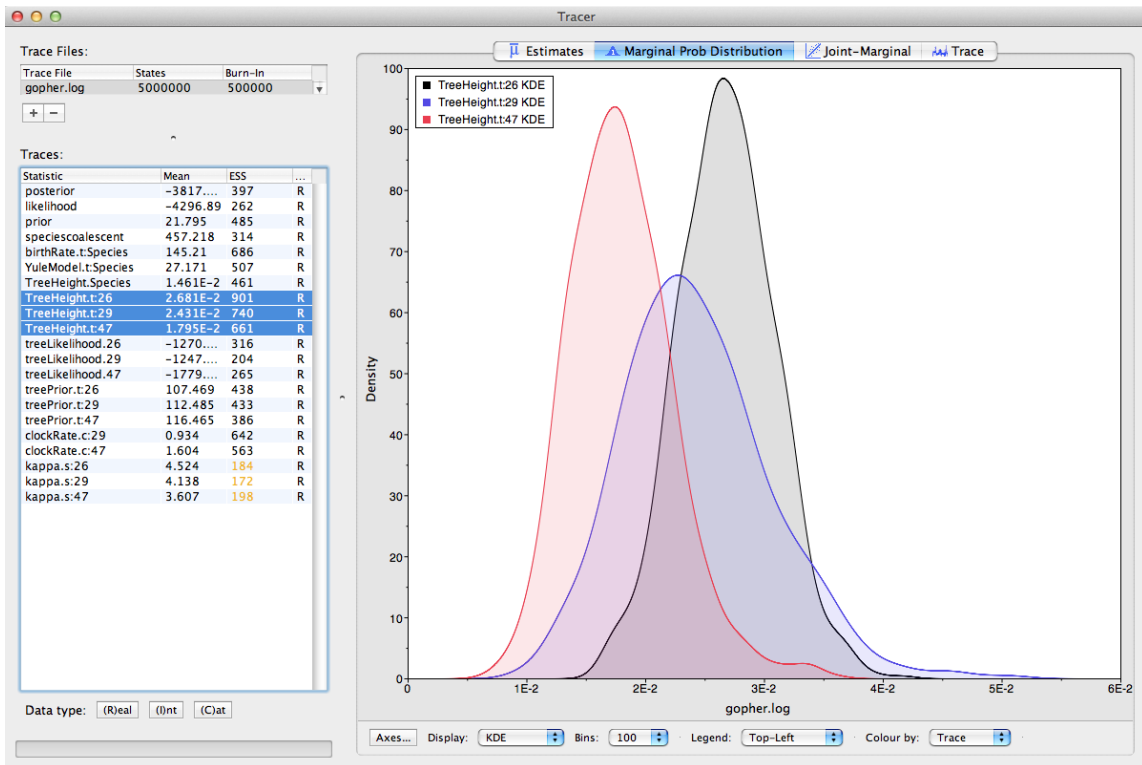 Tracer
Trace Files:
Trace File States Burn-In
gopher.log 5000000 500000
+ −
Traces:
Statistic Mean ESS ...
posterior -3817.... 397 R
likelihood -4296.89 262 R
prior 21.795 485 R
speciescoalescent 457.218 314 R
birthRate.t:Species 145.21 686 R
YuleModel.t:Species 27.171 507 R
TreeHeight.Species 1.461E-2 461 R
TreeHeight.t:26 2.681E-2 901 R
TreeHeight.t:29 2.431E-2 740 R
TreeHeight.t:47 1.795E-2 661 R
treeLikelihood.26 -1270.... 316 R
treeLikelihood.29 -1247.... 204 R
treeLikelihood.47 -1779.... 265 R
treePrior.t:26 107.469 438 R
treePrior.t:29 112.485 433 R
treePrior.t:47 116.465 386 R
clockRate.c:29 0.934 642 R
clockRate.c:47 1.604 563 R
kappa.s:26 4.524 184 R
kappa.s:29 4.138 172 R
kappa.s:47 3.607 198 R
Data type: (R)eal (I)nt (C)at
μ Estimates Marginal Prob Distribution Joint-Marginal Trace
TreeHeight.t:26 KDE
TreeHeight.t:29 KDE
TreeHeight.t:47 KDE
100
90
80
70
60
50
40
30
20
10
0
Density
0 1E-2 2E-2 3E-2 4E-2 5E-2 6E-2
gopher.log
Axes... Display: KDE Bins: 100 Legend: Top-Left Colour by: Trace